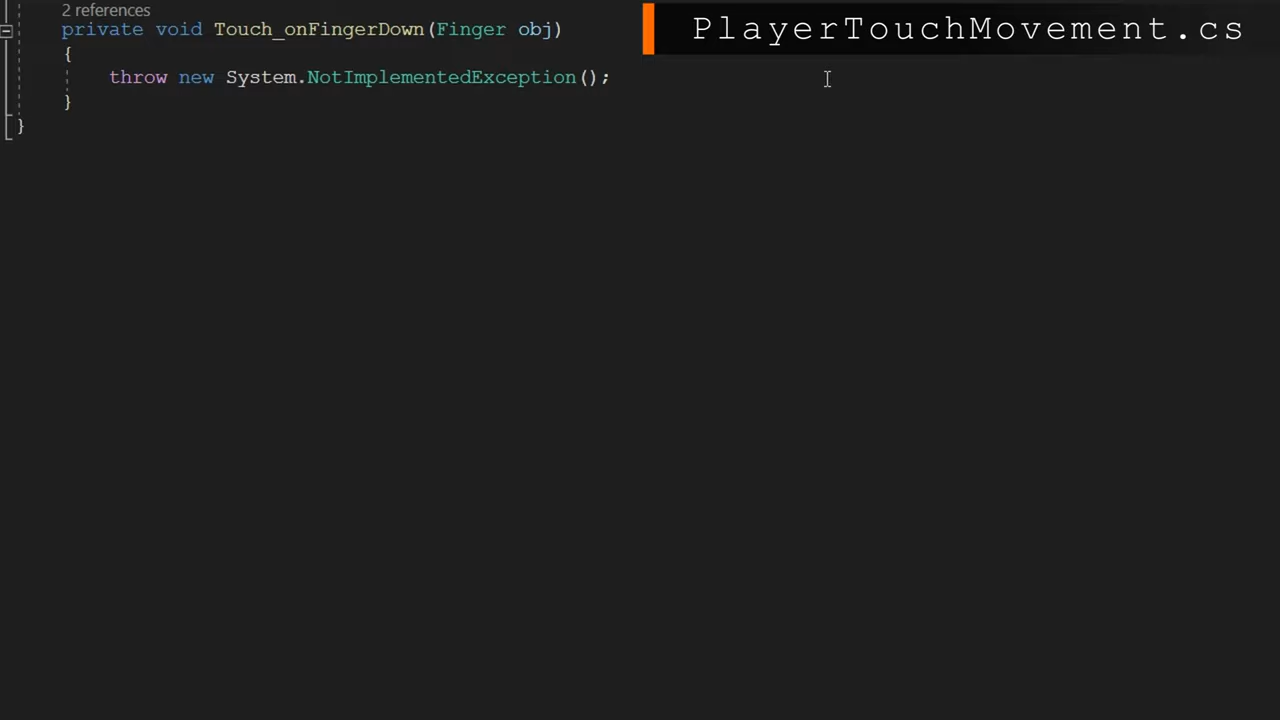 2 references
PlayerTouchMovement.cs
private void Touch_onFingerDown(Finger obj)
{
throw new System.NotImplementedException();
}
}